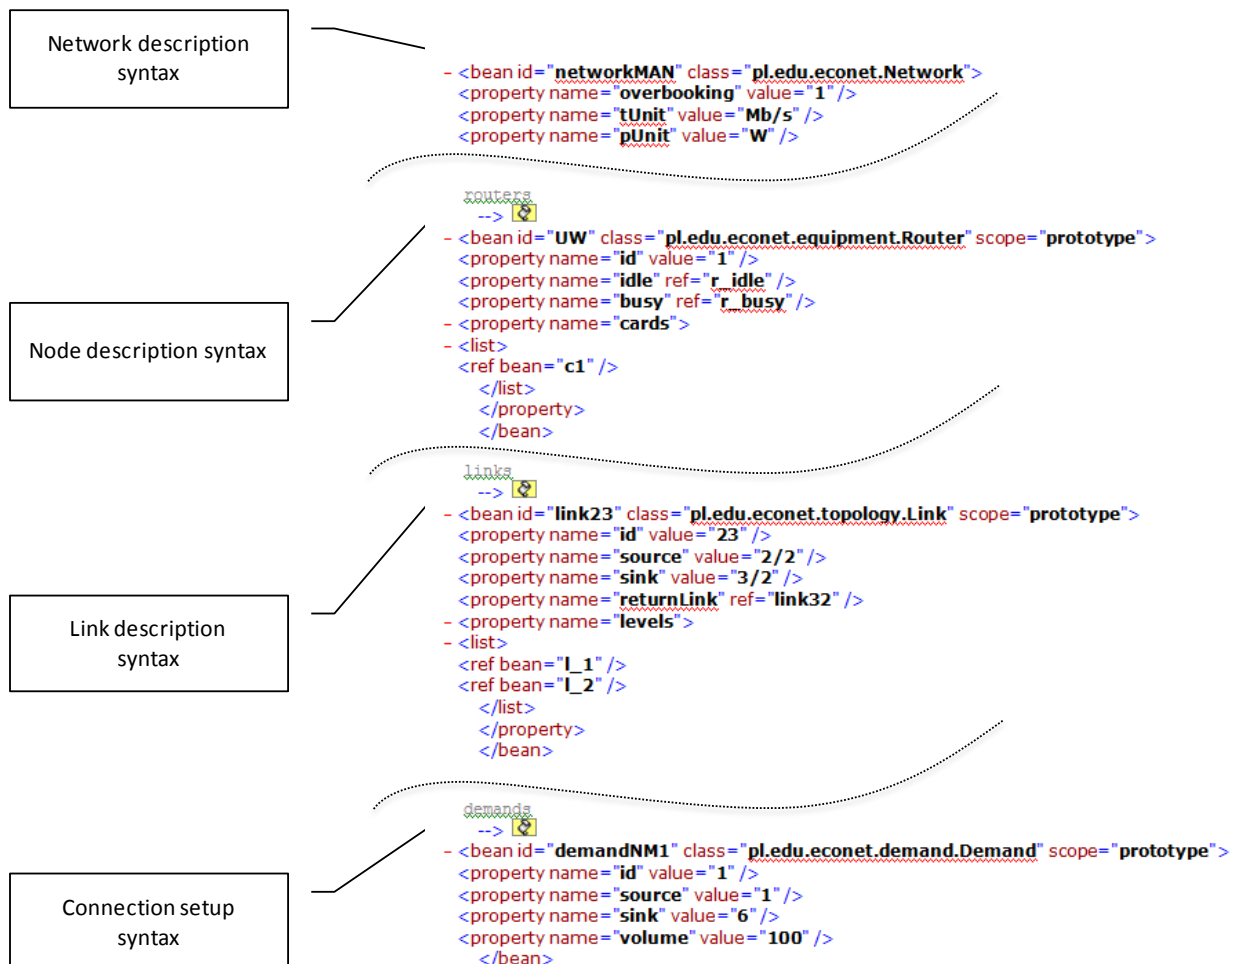 Network description
syntax
- <bean id="networkMAN" class="pl.edu.econet.Network">
<property name="overbooking" value="1" />
<property name="tUnit" value="Mb/s" />
<property name="pUnit" value="W" />
routers
-->
- <bean id="UW" class="pl.edu.econet.equipment.Router" scope="prototype">
<property name="id" value="1" />
<property name="idle" ref="r_idle" />
<property name="busy" ref="r_busy" />
- <property name="cards">
- <list>
<ref bean="c1" />
</list>
</property>
</bean>
Node description syntax
links
-->
- <bean id="link23" class="pl.edu.econet.topology.Link" scope="prototype">
<property name="id" value="23" />
<property name="source" value="2/2" />
<property name="sink" value="3/2" />
<property name="returnLink" ref="link32" />
- <property name="levels">
- <list>
<ref bean="l_1" />
<ref bean="l_2" />
</list>
</property>
</bean>
Link description
syntax
demands
-->
- <bean id="demandNM1" class="pl.edu.econet.demand.Demand" scope="prototype">
<property name="id" value="1" />
<property name="source" value="1" />
<property name="sink" value="6" />
<property name="volume" value="100" />
</bean>
Connection setup
syntax